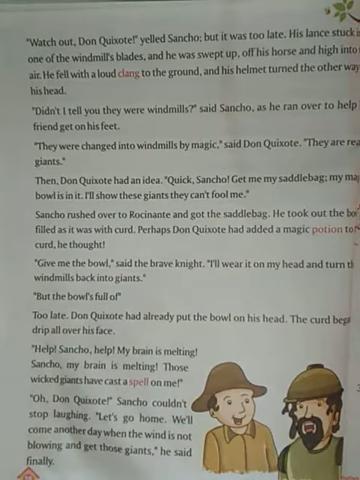 "Watch out, Don Quixote!" yelled Sancho; but it was too late. His lance stuck
one of the windmill's blades, and he was swept up, off his horse and high into
air. He fell with a loud clang to the ground, and his helmet turned the other way
his head.
"Didn't I tell you they were windmills?" said Sancho, as he ran over to help
friend get on his feet.
"They were changed into windmills by magic," said Don Quixote. "They are
giants."
Then, Don Quixote had an idea. "Quick, Sancho! Get me my saddlebag; my
bowl is in it. I'll show these giants they can't fool me."
Sancho rushed over to Rocinante and got the saddlebag. He took out the
filled as it was with curd. Perhaps Don Quixote had added a magic potion to
curd, he thought!
"Give me the bowl," said the brave knight. "I'll wear it on my head and turn
windmills back into giants."
"But the bowl's full of"
Too late. Don Quixote had already put the bowl on his head. The curd
drip all over his face.
"Help! Sancho, help! My brain is melting!
Sancho, my brain is melting! Those
wicked giants have cast a spell on me!"
"Oh, Don Quixote!" Sancho couldn't
stop laughing. "Let's go home. We'll
come another day when the wind is not
blowing and get those giants," he said
finally.